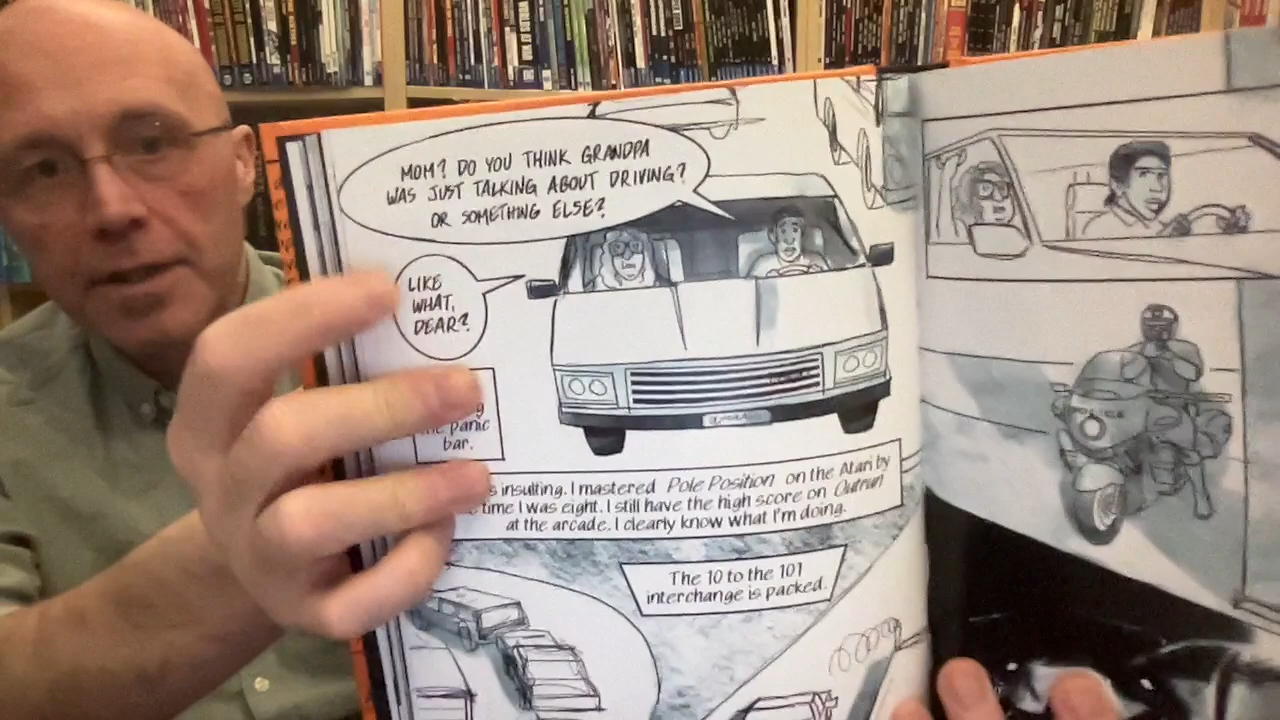 MOM? DO YOU THINK GRANDPA
WAS JUST TALKING ABOUT DRIVING?
OR SOMETHING ELSE?
LIKE
WHAT,
DEAR?
panic
bar.
insulting. I mastered Pole Position on the Atari by
time I was eight. I still have the high score on Outrun
at the arcade. I clearly know what I'm doing.
The 10 to the 101
interchange is packed.
POLICE